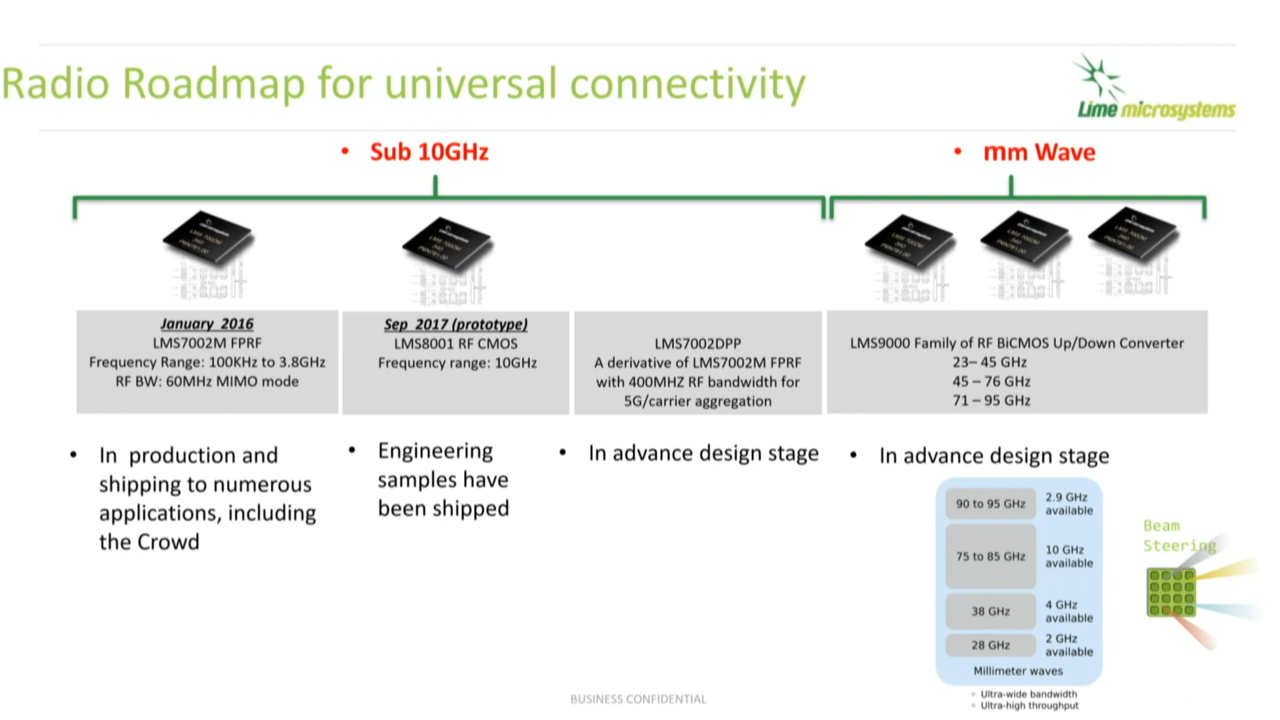 Radio Roadmap for universal connectivity
Lime microsystems
• Sub 10GHz
• mm Wave
January 2016
LMS7002M FPRF
Frequency Range: 100KHz to 3.8GHz
RF BW: 60MHz MIMO mode
Sep 2017 (prototype)
LMS8001 RF CMOS
Frequency range: 10GHz
LMS7002DPP
A derivative of LMS7002M FPRF
with 400MHZ RF bandwidth for
5G/carrier aggregation
LMS9000 Family of RF BiCMOS Up/Down Converter
23– 45 GHz
45 – 76 GHz
71 – 95 GHz
• In production and
shipping to numerous
applications, including
the Crowd
• Engineering
samples have
been shipped
• In advance design stage
• In advance design stage
90 to 95 GHz
2.9 GHz
available
75 to 85 GHz
10 GHz
available
38 GHz
4 GHz
available
28 GHz
2 GHz
available
Millimeter waves
Ultra-wide bandwidth
Ultra-high throughput
Beam
Steering
BUSINESS CONFIDENTIAL